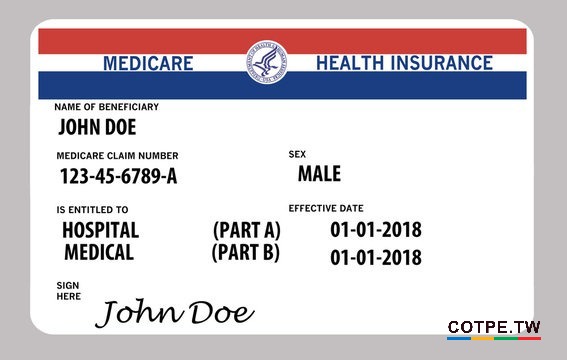 MEDICARE HEALTH INSURANCE
NAME OF BENEFICIARY
JOHN DOE
MEDICARE CLAIM NUMBER SEX
123-45-6789-A MALE
IS ENTITLED TO EFFECTIVE DATE
HOSPITAL (PART A) 01-01-2018
MEDICAL (PART B) 01-01-2018
SIGN
HERE
John Doe
COTPE.TW